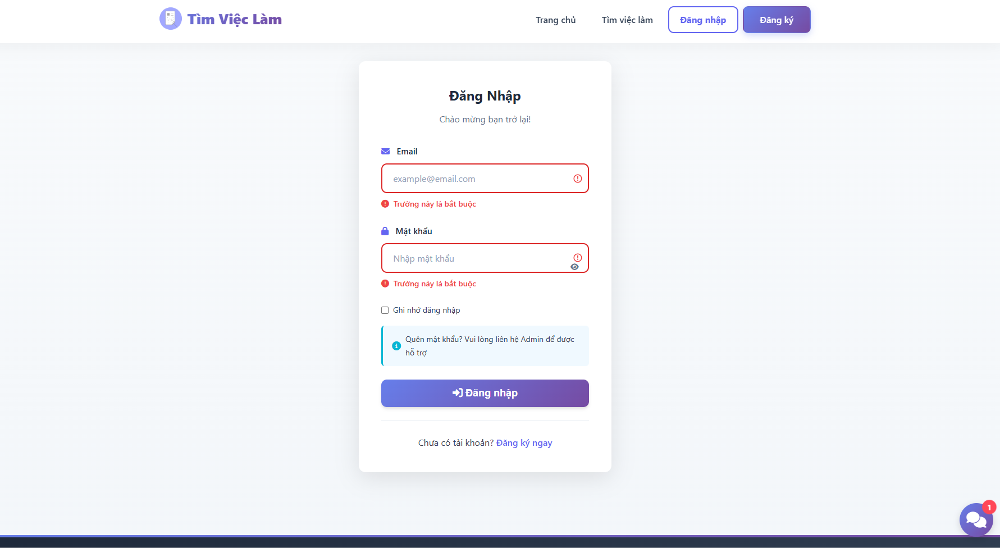 Tìm Việc Làm
Trang chủ
Tìm việc làm
Đăng nhập
Đăng ký
Đăng Nhập
Chào mừng bạn trở lại!
Email
example@email.com
Trường này là bắt buộc
Mật khẩu
Nhập mật khẩu
Trường này là bắt buộc
Ghi nhớ đăng nhập
Quên mật khẩu? Vui lòng liên hệ Admin để được
hỗ trợ
Đăng nhập
Chưa có tài khoản? Đăng ký ngay
1